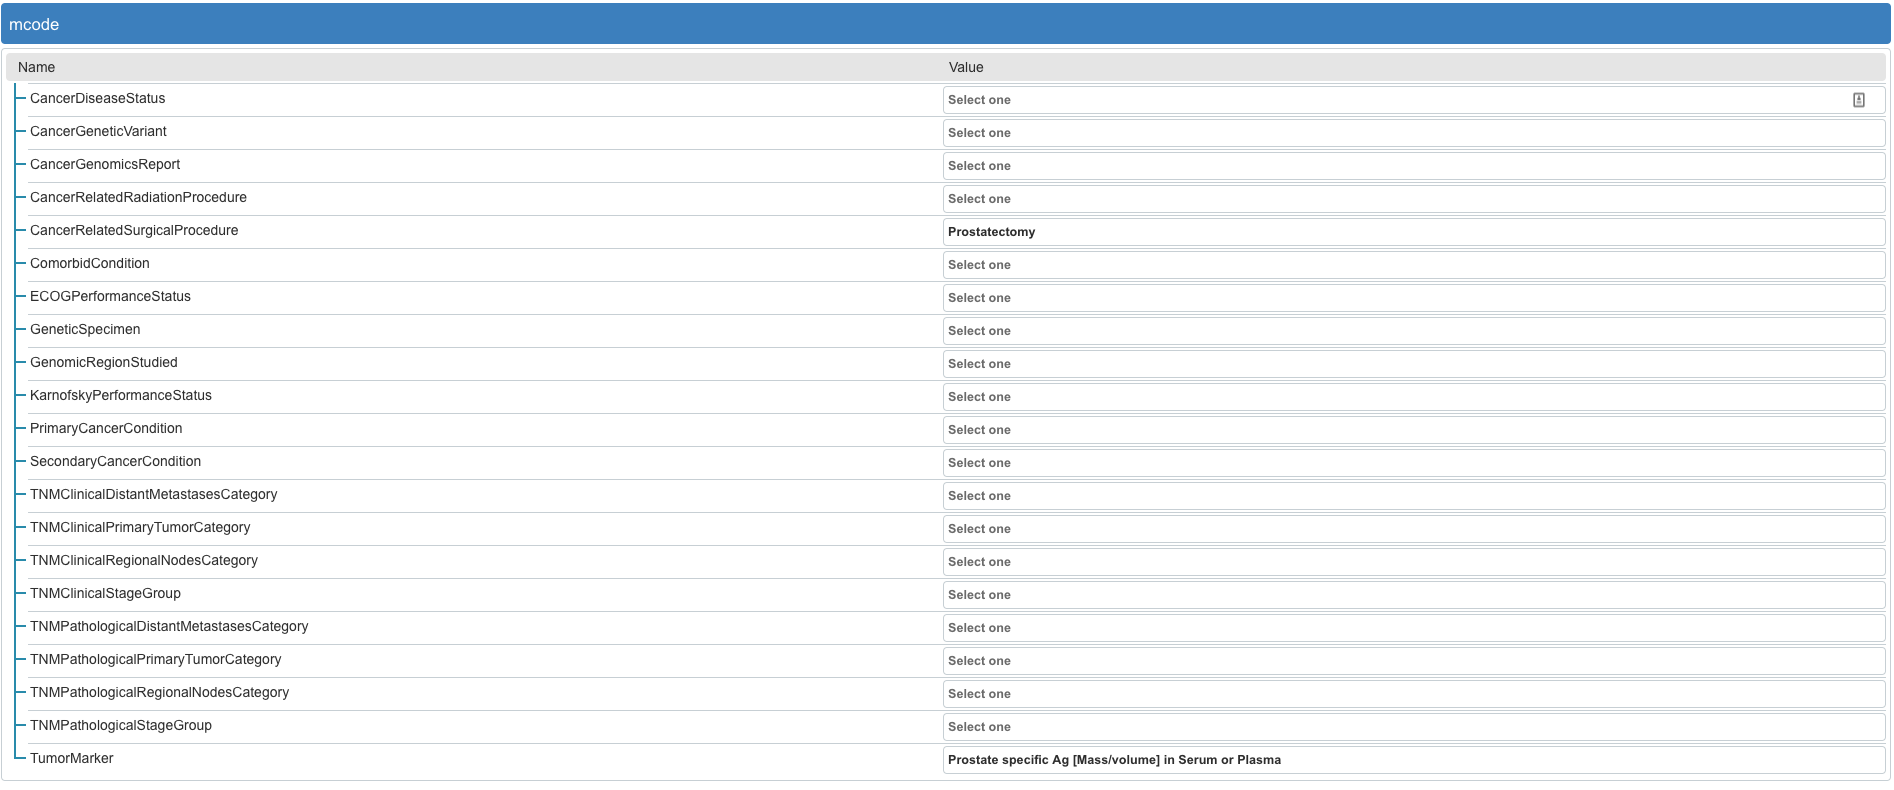 mcode
Name Value
CancerDiseaseStatus Select one
CancerGeneticVariant Select one
CancerGenomicsReport Select one
CancerRelatedRadiationProcedure Select one
CancerRelatedSurgicalProcedure Prostatectomy
ComorbidCondition Select one
ECOGPerformanceStatus Select one
GeneticSpecimen Select one
GenomicRegionStudied Select one
KarnofskyPerformanceStatus Select one
PrimaryCancerCondition Select one
SecondaryCancerCondition Select one
TNMClinicalDistantMetastasesCategory Select one
TNMClinicalPrimaryTumorCategory Select one
TNMClinicalRegionalNodesCategory Select one
TNMClinicalStageGroup Select one
TNMPathologicalDistantMetastasesCategory Select one
TNMPathologicalPrimaryTumorCategory Select one
TNMPathologicalRegionalNodesCategory Select one
TNMPathologicalStageGroup Select one
TumorMarker Prostate specific Ag [Mass/volume] in Serum or Plasma